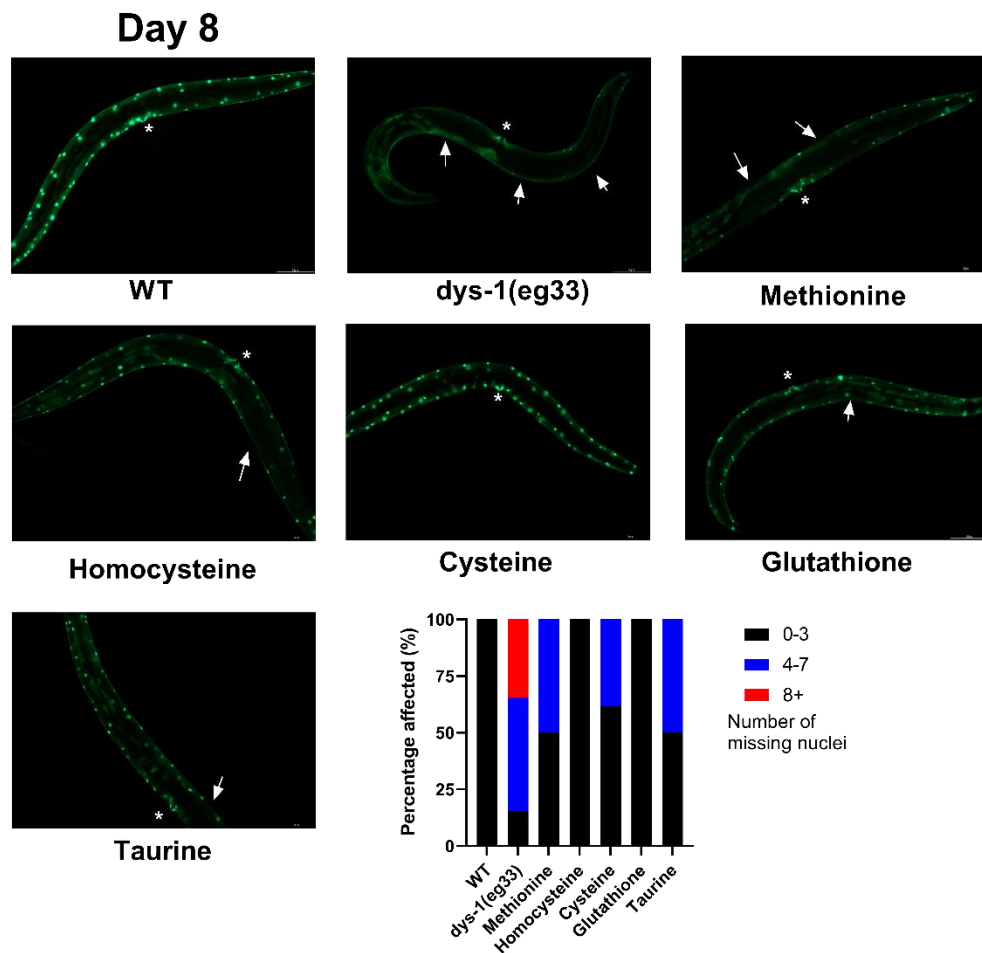 Day 8
*
*
*
WT
dys-1(eg33)
Methionine
*
*
*
Homocysteine
Cysteine
Glutathione
*
Taurine
Percentage affected (%)
100
75
50
25
0
WT
dys-1(eg33)
Methionine
Homocysteine
Cysteine
Glutathione
Taurine
0-3
4-7
8+
Number of
missing nuclei